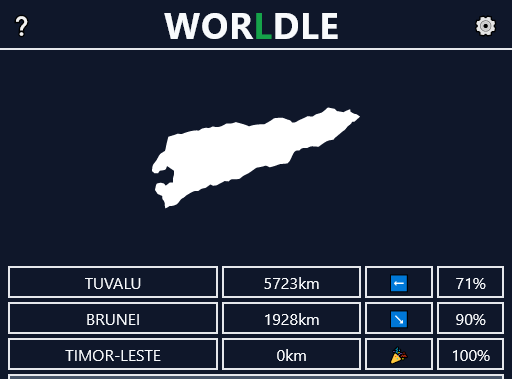 ?
WORLDLE
TUVALU 5723km ← 71%
BRUNEI 1928km ↘ 90%
TIMOR-LESTE 0km 🎉 100%